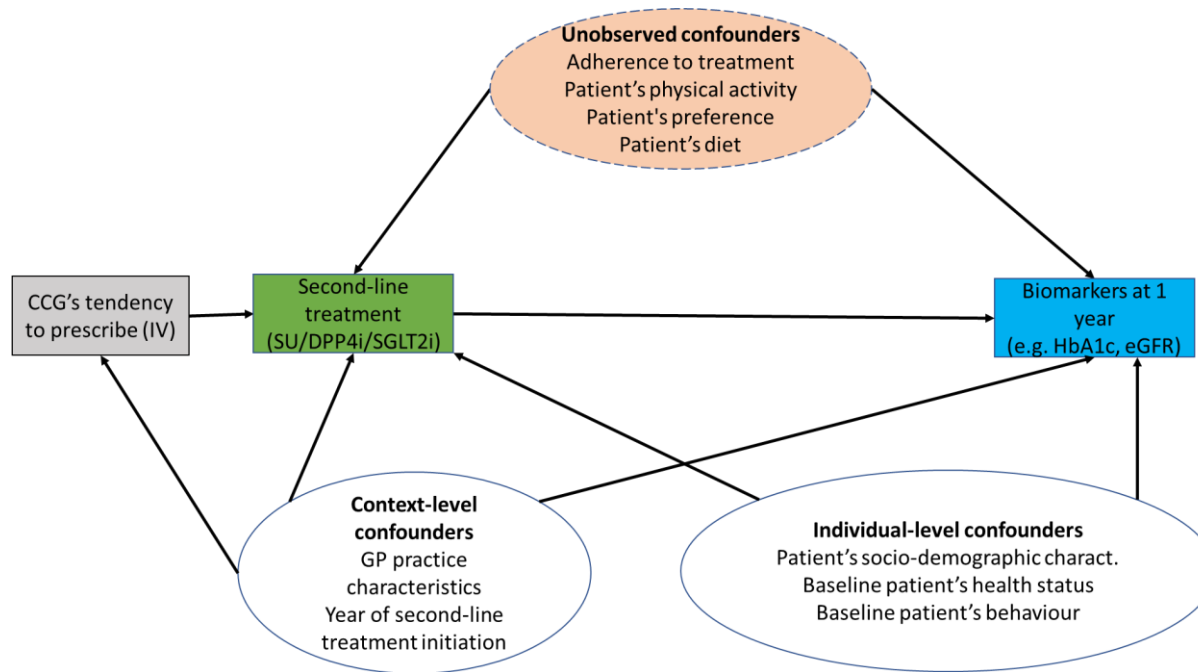 Unobserved confounders
Adherence to treatment
Patient’s physical activity
Patient's preference
Patient’s diet
CCG’s tendency
to prescribe (IV)
Second-line
treatment
(SU/DPP4i/SGLT2i)
Biomarkers at 1
year
(e.g. HbA1c, eGFR)
Context-level
confounders
GP practice
characteristics
Year of second-line
treatment initiation
Individual-level confounders
Patient’s socio-demographic charact.
Baseline patient’s health status
Baseline patient’s behaviour